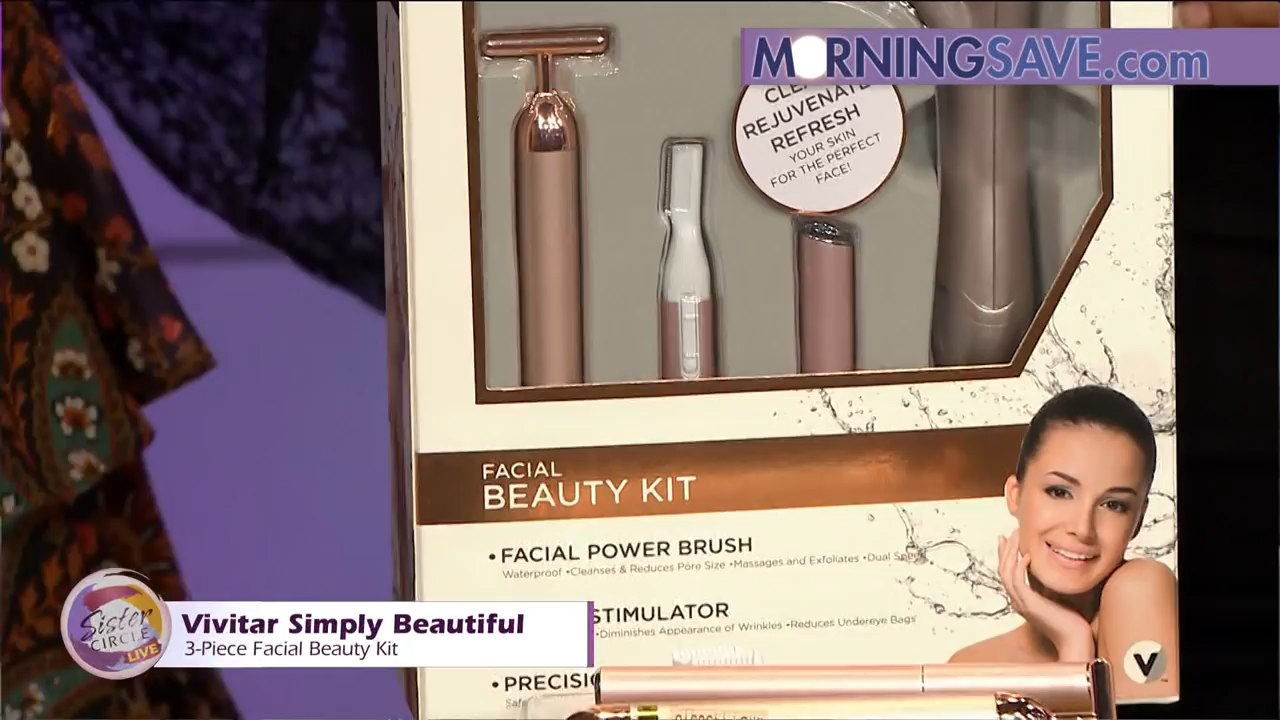 MORNINGSAVE.com
REJUVENATE
REFRESH
YOUR SKIN
FOR THE PERFECT
FACE!
FACIAL
BEAUTY KIT
• FACIAL POWER BRUSH
Waterproof •Cleanses & Reduces Pore Size •Massages and Exfoliates •Dual
STIMULATOR
•Diminishes Appearance of Wrinkles •Reduces Undereye Bags
V
Sister
CIRCLE
LIVE
Vivitar Simply Beautiful
3-Piece Facial Beauty Kit